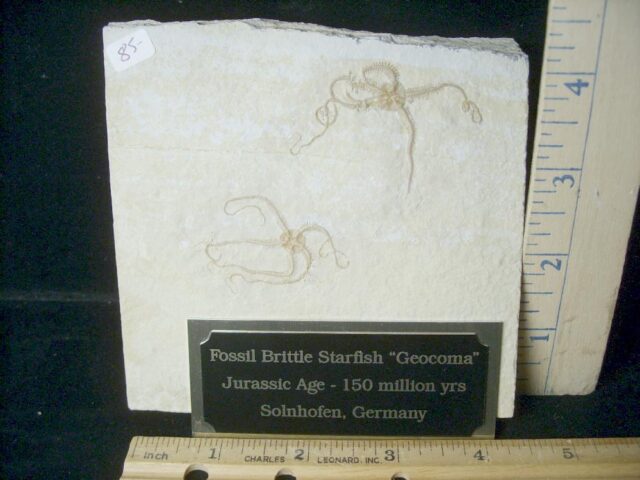 85-
Fossil Brittle Starfish "Geocoma"
Jurassic Age - 150 million yrs
Solnhofen, Germany
4
3
2
1
inch 1 2 3 4 5
CHARLES LEONARD, INC.